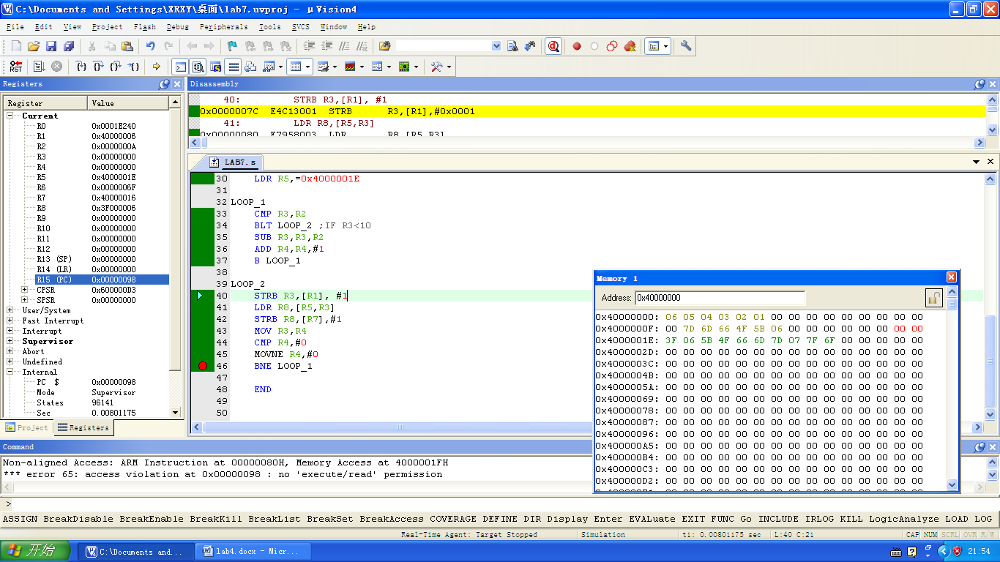 C:\Documents and Settings\XRXY\桌面\lab7.uvproj - µVision4
File Edit View Project Flash Debug Peripherals Tools SVCS Window Help
RST
Registers
Register Value
Current
R0 0x0001E240
R1 0x40000006
R2 0x0000000A
R3 0x00000000
R4 0x00000000
R5 0x4000001E
R6 0x0000006F
R7 0x40000016
R8 0x3F000006
R9 0x00000000
R10 0x00000000
R11 0x00000000
R12 0x00000000
R13 (SP) 0x00000000
R14 (LR) 0x00000000
R15 (PC) 0x00000098
CPSR 0x600000D3
SPSR 0x00000000
User/System
Fast Interrupt
Interrupt
Supervisor
Abort
Undefined
Internal
PC $ 0x00000098
Mode Supervisor
States 96141
Sec 0.00801175
Project Registers
Disassembly
40: STRB R3,[R1], #1
0x0000007C E4C13001 STRB R3,[R1],#0x0001
41: LDR R8,[R5,R3]
0x00000080 E7958003 LDR R8,[R5,R3]
LAB7.s
30 LDR R5,=0x4000001E
31
32 LOOP_1
33 CMP R3,R2
34 BLT LOOP_2 ;IF R3<10
35 SUB R3,R3,R2
36 ADD R4,R4,#1
37 B LOOP_1
38
39 LOOP_2
40 STRB R3,[R1], #1
41 LDR R8,[R5,R3]
42 STRB R8,[R7],#1
43 MOV R3,R4
44 CMP R4,#0
45 MOVNE R4,#0
46 BNE LOOP_1
47
48 END
49
50
Memory 1
Address: 0x40000000
0x40000000: 06 05 04 03 02 01 00 00 00 00 00 00 00 00 00
0x4000000F: 00 7D 6D 66 4F 5B 06 00 00 00 00 00 00 00 00
0x4000001E: 3F 06 5B 4F 66 6D 7D 07 7F 6F 00 00 00 00 00
0x4000002D: 00 00 00 00 00 00 00 00 00 00 00 00 00 00 00
0x4000003C: 00 00 00 00 00 00 00 00 00 00 00 00 00 00 00
0x4000004B: 00 00 00 00 00 00 00 00 00 00 00 00 00 00 00
0x4000005A: 00 00 00 00 00 00 00 00 00 00 00 00 00 00 00
0x40000069: 00 00 00 00 00 00 00 00 00 00 00 00 00 00 00
0x40000078: 00 00 00 00 00 00 00 00 00 00 00 00 00 00 00
0x40000087: 00 00 00 00 00 00 00 00 00 00 00 00 00 00 00
0x40000096: 00 00 00 00 00 00 00 00 00 00 00 00 00 00 00
0x400000A5: 00 00 00 00 00 00 00 00 00 00 00 00 00 00 00
0x400000B4: 00 00 00 00 00 00 00 00 00 00 00 00 00 00 00
0x400000C3: 00 00 00 00 00 00 00 00 00 00 00 00 00 00 00
0x400000D2: 00 00 00 00 00 00 00 00 00 00 00 00 00 00 00
Command
Non-aligned Access: ARM Instruction at 00000080H, Memory Access at 4000001FH
*** error 65: access violation at 0x00000098 : no 'execute/read' permission
>
ASSIGN BreakDisable BreakEnable BreakKill BreakList BreakSet BreakAccess COVERAGE DEFINE DIR Display Enter EVALuate EXIT FUNC Go INCLUDE IRLOG KILL LogicAnalyze LOAD LOG
Real-Time Agent: Target Stopped Simulation t1: 0.00801175 sec L:40 C:21 CAP NUM SCRL OVR R/W
开始 C:\Documents and... lab4.docx - Micr... 21:54